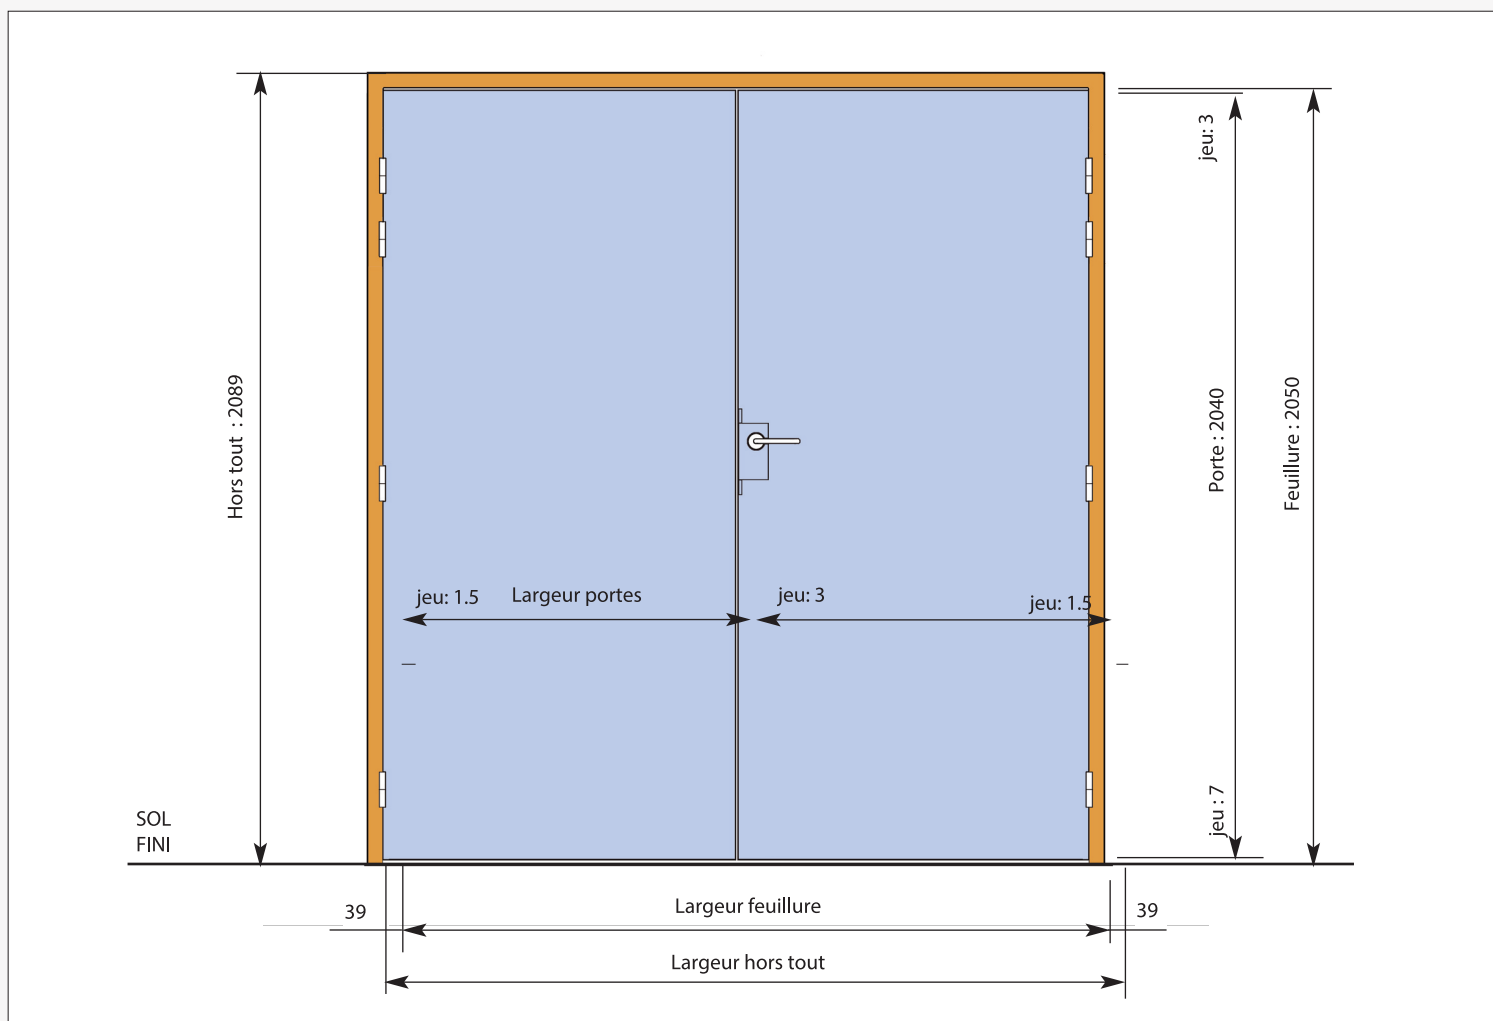 jeu: 3
Hors tout : 2089
Porte : 2040
Feuillure : 2050
jeu: 1.5
Largeur portes
jeu: 3
jeu: 1.5
jeu : 7
SOL
FINI
39
Largeur feuillure
39
Largeur hors tout